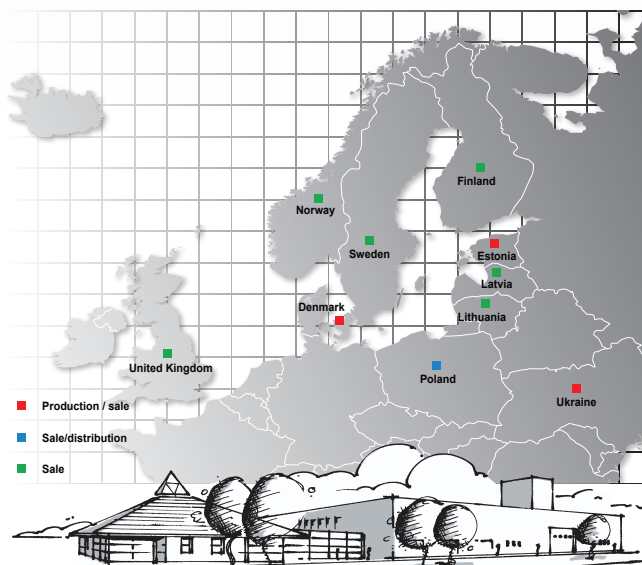 Finland
Norway
Sweden
Estonia
Latvia
Denmark
Lithuania
United Kingdom
Poland
Ukraine
Production / sale
Sale/distribution
Sale